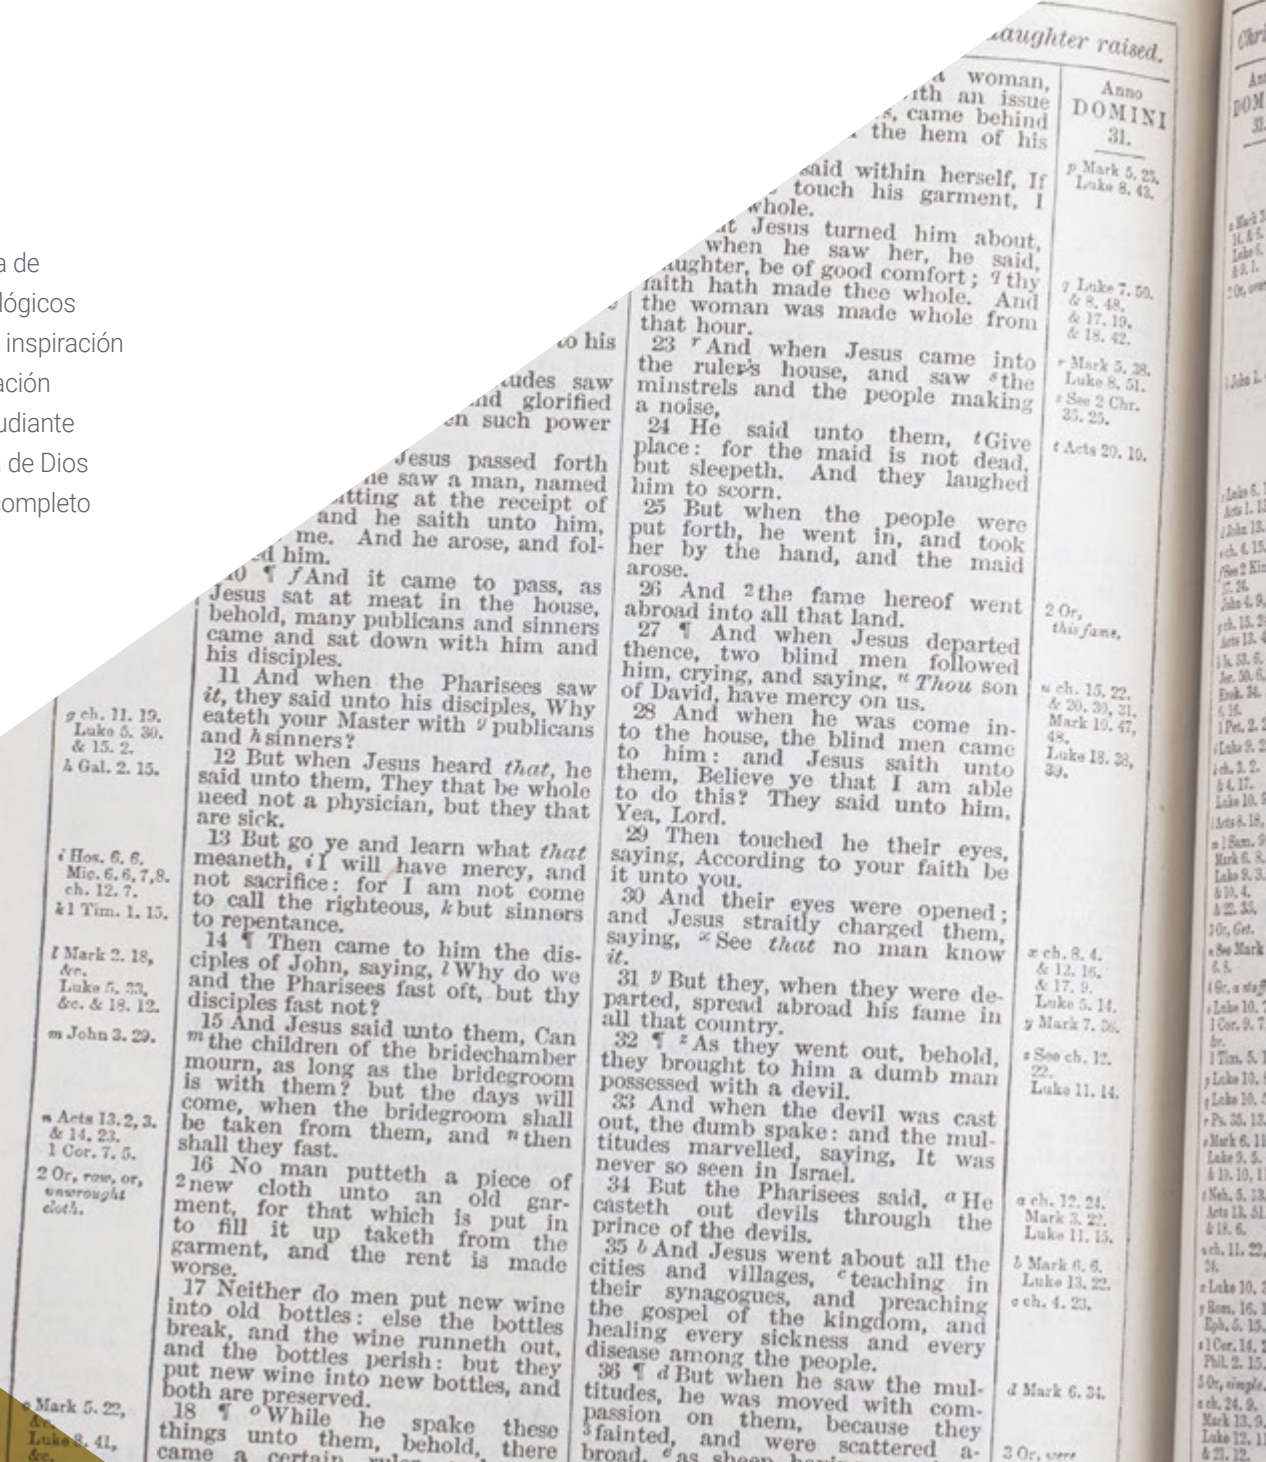 a de
lógicos
inspiración
ación
udiante
de Dios
completo
to his
tudes saw
nd glorified
en such power
Jesus passed forth
he saw a man, named
itting at the receipt of
and he saith unto him,
me. And he arose, and fol-
ed him.
10 ¶ f And it came to pass, as
Jesus sat at meat in the house,
behold, many publicans and sinners
came and sat down with him and
his disciples.
11 And when the Pharisees saw
it, they said unto his disciples, Why
eateth your Master with g publicans
and h sinners?
12 But when Jesus heard that, he
said unto them, They that be whole
need not a physician, but they that
are sick.
13 But go ye and learn what that
meaneth, i I will have mercy, and
not sacrifice: for I am not come
to call the righteous, k but sinners
to repentance.
14 ¶ Then came to him the dis-
ciples of John, saying, l Why do we
and the Pharisees fast oft, but thy
disciples fast not?
15 And Jesus said unto them, Can
m the children of the bridechamber
mourn, as long as the bridegroom
is with them? but the days will
come, when the bridegroom shall
be taken from them, and n then
shall they fast.
16 No man putteth a piece of
2 new cloth unto an old gar-
ment, for that which is put in
to fill it up taketh from the
garment, and the rent is made
worse.
17 Neither do men put new wine
into old bottles: else the bottles
break, and the wine runneth out,
and the bottles perish: but they
put new wine into new bottles, and
both are preserved.
18 ¶ o While he spake these
things unto them, behold, there
came a certain
g ch. 11. 19.
Luke 5. 30.
& 15. 2.
h Gal. 2. 15.
i Hos. 6. 6.
Mic. 6. 6, 7, 8.
ch. 12. 7.
k 1 Tim. 1. 15.
l Mark 2. 18,
&c.
Luke 5. 33,
&c. & 18. 12.
m John 3. 29.
n Acts 13. 2, 3.
& 14. 23.
1 Cor. 7. 5.
2 Or, raw, or,
unwrought
cloth.
o Mark 5. 22,
&c.
Luke 8. 41,
&c.
daughter raised.
a woman,
ith an issue
s, came behind
the hem of his
said within herself, If
touch his garment, I
whole.
t Jesus turned him about,
when he saw her, he said,
aughter, be of good comfort; q thy
faith hath made thee whole. And
the woman was made whole from
that hour.
23 r And when Jesus came into
the ruler's house, and saw s the
minstrels and the people making
a noise,
24 He said unto them, t Give
place: for the maid is not dead,
but sleepeth. And they laughed
him to scorn.
25 But when the people were
put forth, he went in, and took
her by the hand, and the maid
arose.
26 And 2 the fame hereof went
abroad into all that land.
27 ¶ And when Jesus departed
thence, two blind men followed
him, crying, and saying, u Thou son
of David, have mercy on us.
28 And when he was come in-
to the house, the blind men came
to him: and Jesus saith unto
them, Believe ye that I am able
to do this? They said unto him,
Yea, Lord.
29 Then touched he their eyes,
saying, According to your faith be
it unto you.
30 And their eyes were opened;
and Jesus straitly charged them,
saying, x See that no man know
it.
31 y But they, when they were de-
parted, spread abroad his fame in
all that country.
32 ¶ z As they went out, behold,
they brought to him a dumb man
possessed with a devil.
33 And when the devil was cast
out, the dumb spake: and the mul-
titudes marvelled, saying, It was
never so seen in Israel.
34 But the Pharisees said, a He
casteth out devils through the
prince of the devils.
35 b And Jesus went about all the
cities and villages, c teaching in
their synagogues, and preaching
the gospel of the kingdom, and
healing every sickness and every
disease among the people.
36 ¶ d But when he saw the mul-
titudes, he was moved with com-
passion on them, because they
3 fainted, and were scattered a-
broad, e as sheep
Anno
DOMINI
31.
p Mark 5. 25.
Luke 8. 43.
q Luke 7. 50.
& 8. 48.
& 17. 19.
& 18. 42.
r Mark 5. 38.
Luke 8. 51.
s See 2 Chr.
35. 25.
t Acts 20. 10.
2 Or,
this fame.
u ch. 15. 22.
& 20. 30, 31.
Mark 10. 47,
48.
Luke 18. 38,
39.
x ch. 8. 4.
& 12. 16.
& 17. 9.
Luke 5. 14.
y Mark 7. 36.
z See ch. 12.
22.
Luke 11. 14.
a ch. 12. 24.
Mark 3. 22.
Luke 11. 15.
b Mark 6. 6.
Luke 13. 22.
c ch. 4. 23.
d Mark 6. 34.
3 Or, were